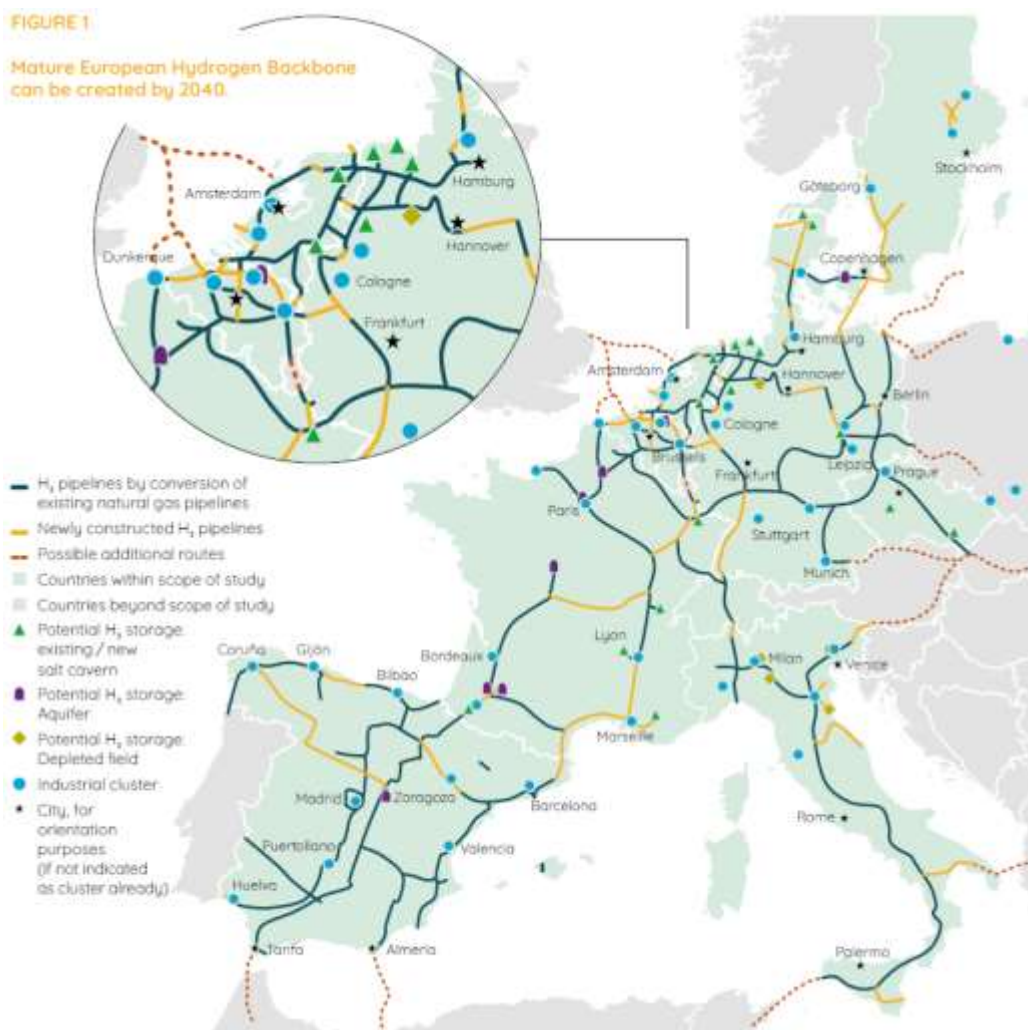 FIGURE 1
Mature European Hydrogen Backbone
can be created by 2040.
Hamburg
Amsterdam
Hannover
Dunkerque
Cologne
Frankfurt
H₂ pipelines by conversion of
existing natural gas pipelines
Newly constructed H₂ pipelines
Possible additional routes
Countries within scope of study
Countries beyond scope of study
Potential H₂ storage:
existing / new
salt cavern
Potential H₂ storage:
Aquifer
Potential H₂ storage:
Depleted field
Industrial cluster
City, for
orientation
purposes
(if not indicated
as cluster already)
Stockholm
Göteborg
Copenhagen
Hamburg
Amsterdam
Hannover
Berlin
Cologne
Brussels
Leipzig
Frankfurt
Prague
Paris
Stuttgart
Munich
Lyon
Milan
Venice
Coruña
Gijón
Bilbao
Bordeaux
Marseille
Madrid
Zaragoza
Barcelona
Rome
Puertollano
Valencia
Huelva
Tarifa
Almeria
Palermo